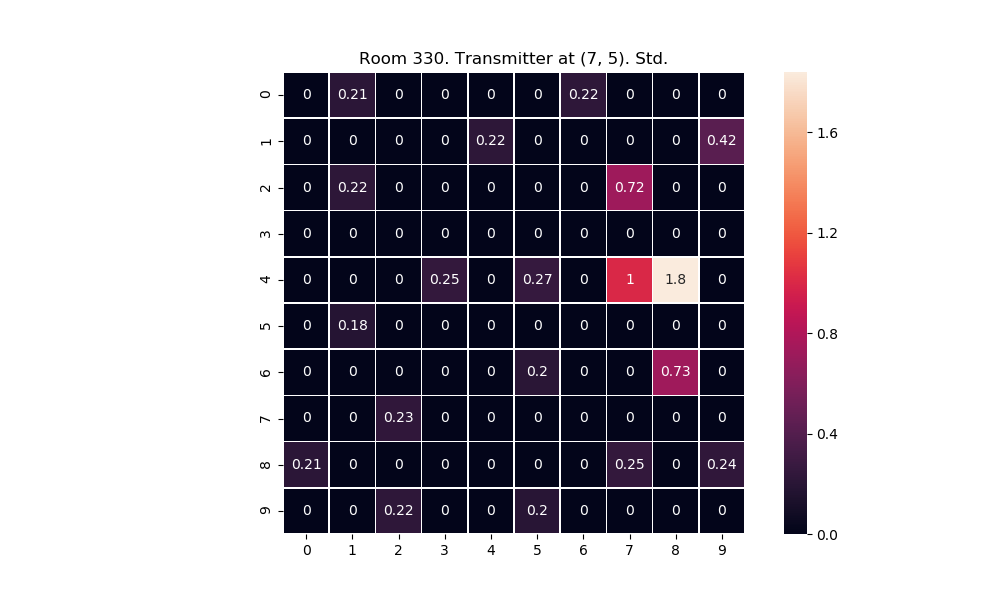 Room 330. Transmitter at (7, 5). Std.
0 0 0.21 0 0 0 0 0.22 0 0 0
1 0 0 0 0 0.22 0 0 0 0 0.42
2 0 0.22 0 0 0 0 0 0.72 0 0
3 0 0 0 0 0 0 0 0 0 0
4 0 0 0 0.25 0 0.27 0 1 1.8 0
5 0 0.18 0 0 0 0 0 0 0 0
6 0 0 0 0 0 0.2 0 0 0.73 0
7 0 0 0.23 0 0 0 0 0 0 0
8 0.21 0 0 0 0 0 0 0.25 0 0.24
9 0 0 0.22 0 0 0.2 0 0 0 0
0 1 2 3 4 5 6 7 8 9
1.6
1.2
0.8
0.4
0.0